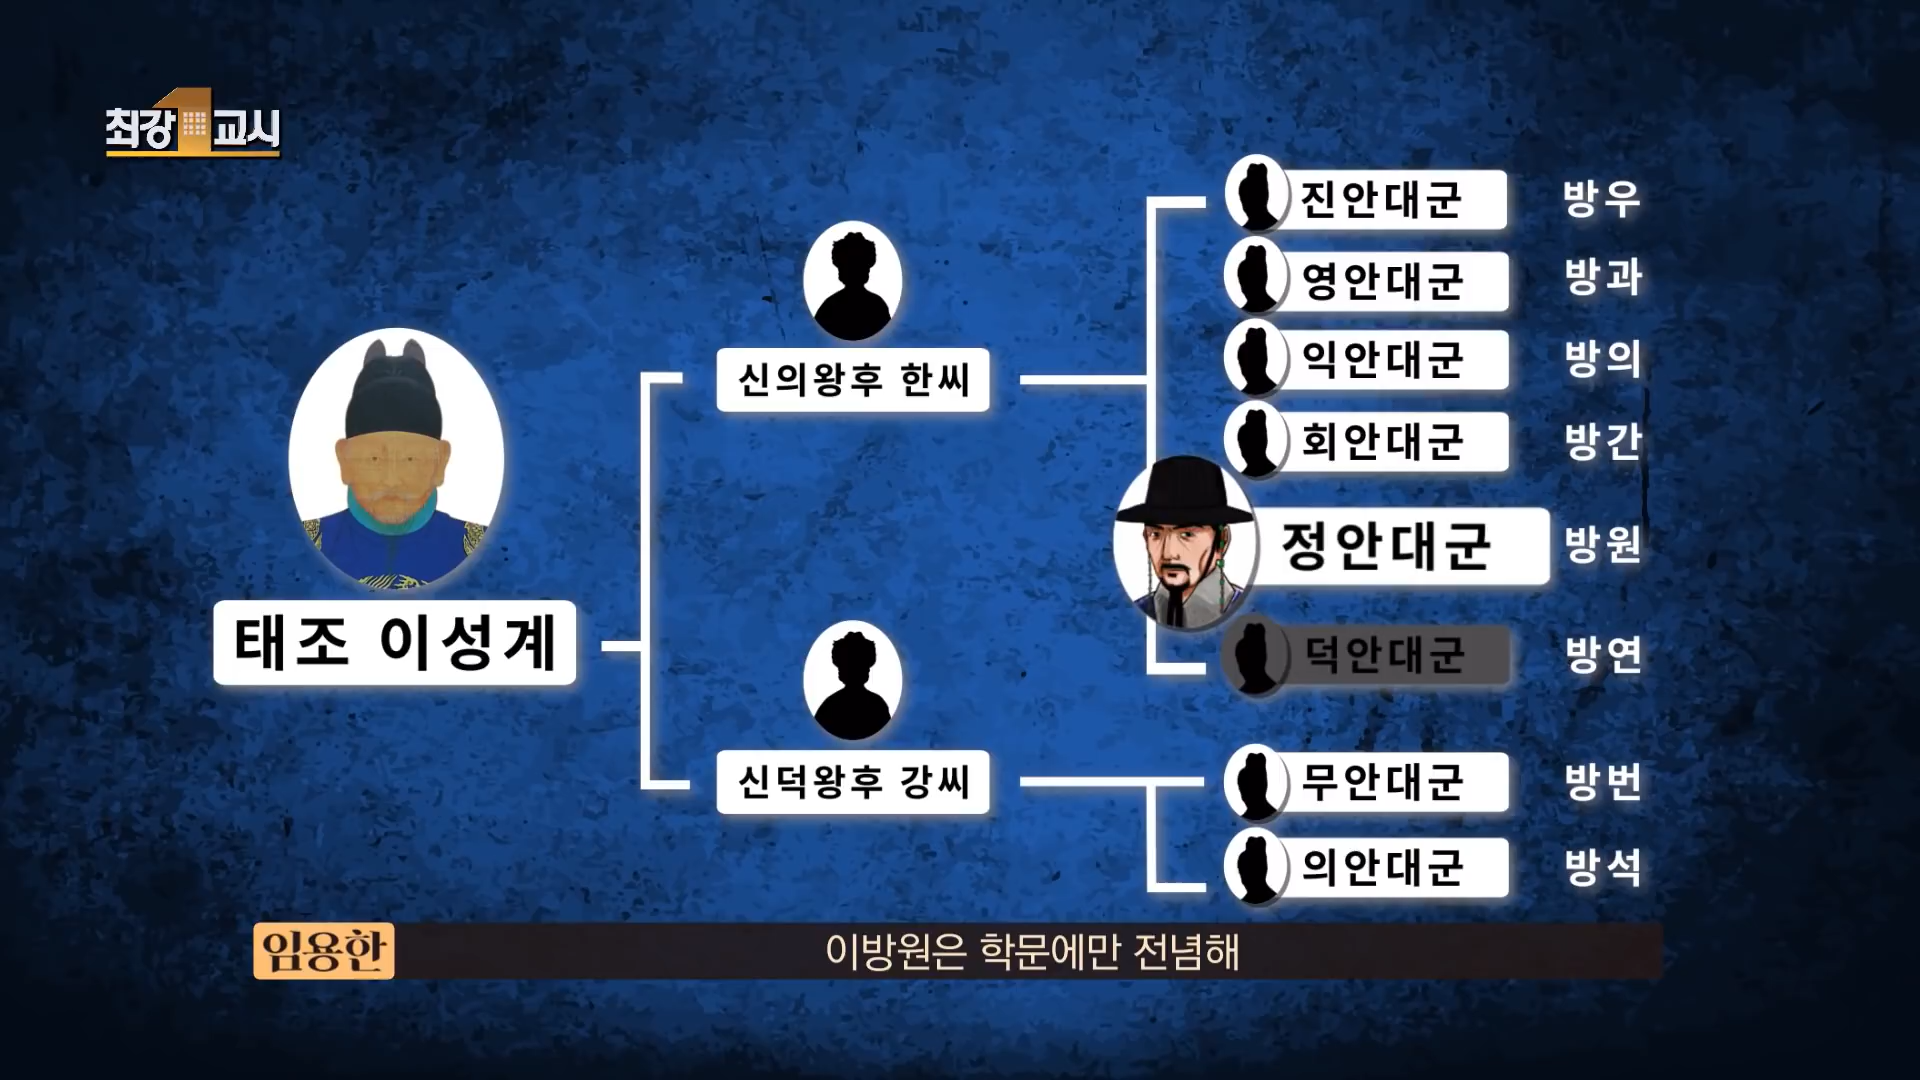 최강1교시
태조 이성계
신의왕후 한씨
신덕왕후 강씨
진안대군 방우
영안대군 방과
익안대군 방의
회안대군 방간
정안대군 방원
덕안대군 방연
무안대군 방번
의안대군 방석
임용한 이방원은 학문에만 전념해